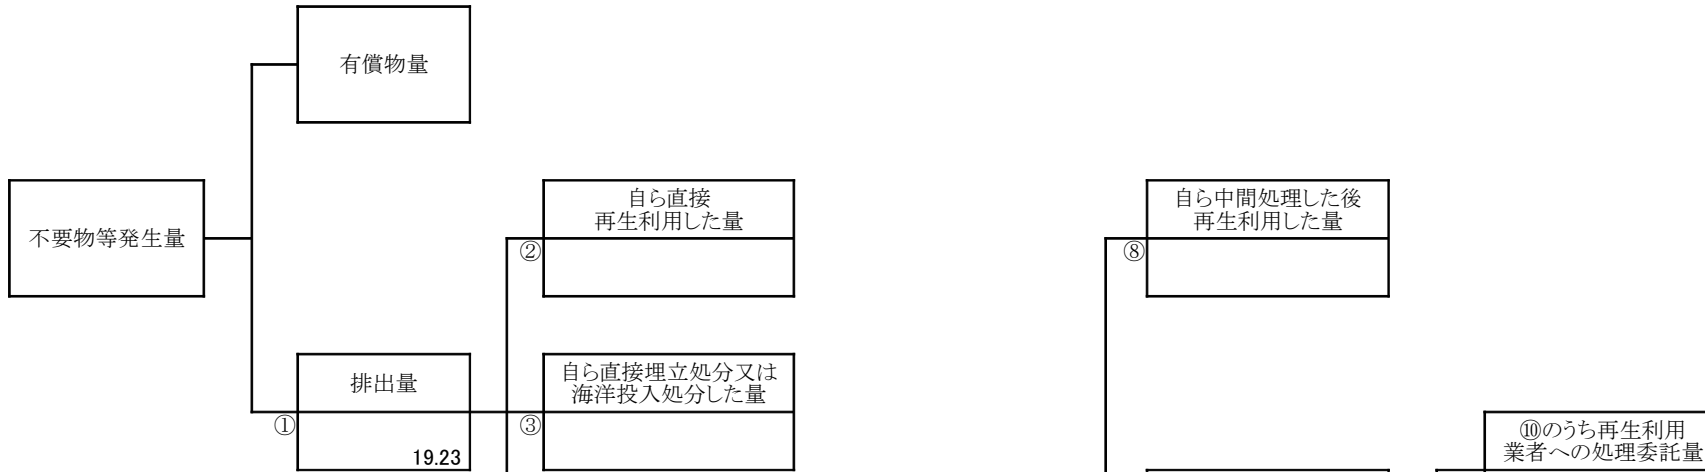 有償物量
不要物等発生量
自ら直接
再生利用した量
②
自ら中間処理した後
再生利用した量
⑧
排出量
①
19.23
自ら直接埋立処分又は
海洋投入処分した量
③
⑩のうち再生利用
業者への処理委託量